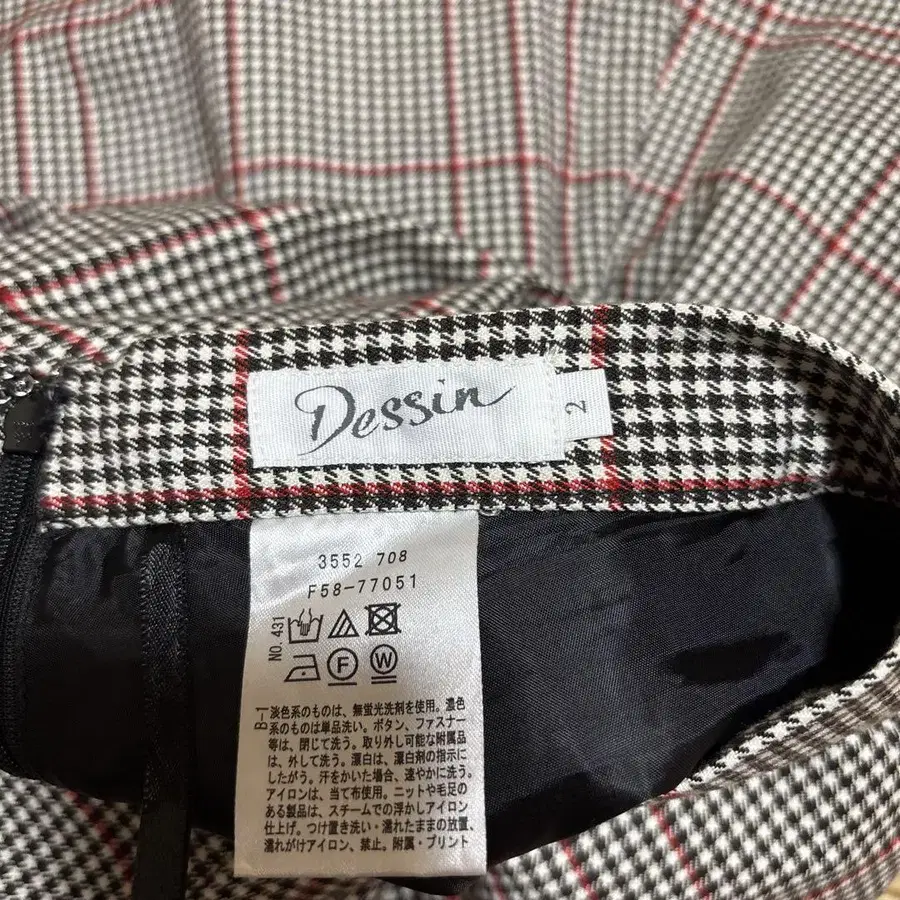 Dessin
2
3552 708
F58-77051
NO.431
F W
B-1
淡色系のものは、無蛍光洗剤を使用。濃色
系のものは単品洗い。ボタン、ファスナー
等は、閉じて洗う。取り外し可能な附属品
は、外して洗う。漂白は、漂白剤の指示に
したがう。汗をかいた場合、速やかに洗う。
アイロンは、当て布使用。ニットや毛足の
ある製品は、スチームでの浮かしアイロン
仕上げ。つけ置き洗い・濡れたままの放置、
濡れがけアイロン、禁止。附属・プリント